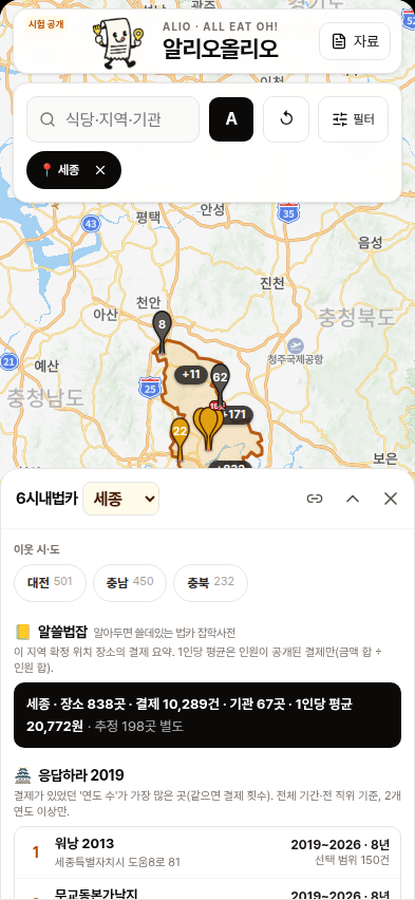 시험 공개
ALIO · ALL EAT OH!
알리오올리오
자료
식당·지역·기관
A
필터
📍 세종 ×
43
평택
안성
35
음성
천안
진천
8
아산
충청북도
청주국제공항
21
예산
+11
62
25
충청남도
+171
22
보은
6시내법카 세종
이웃 시·도
대전 501
충남 450
충북 232
📒 알쓸법잡 알아두면 쓸데있는 법카 잡학사전
이 지역 확정 위치 장소의 결제 요약. 1인당 평균은 인원이 공개된 결제만(금액 합 ÷
인원 합).
세종 · 장소 838곳 · 결제 10,289건 · 기관 67곳 · 1인당 평균
20,772원 · 추정 198곳 별도
🏯 응답하라 2019
결제가 있었던 '연도 수'가 가장 많은 곳(같으면 결제 횟수). 전체 기간·전 직위 기준, 2개
연도 이상만.
1 워낭 2013 2019~2026 · 8년
세종특별자치시 도움8로 81 선택 범위 150건
무교동본가낙지 2019~2026 · 8년